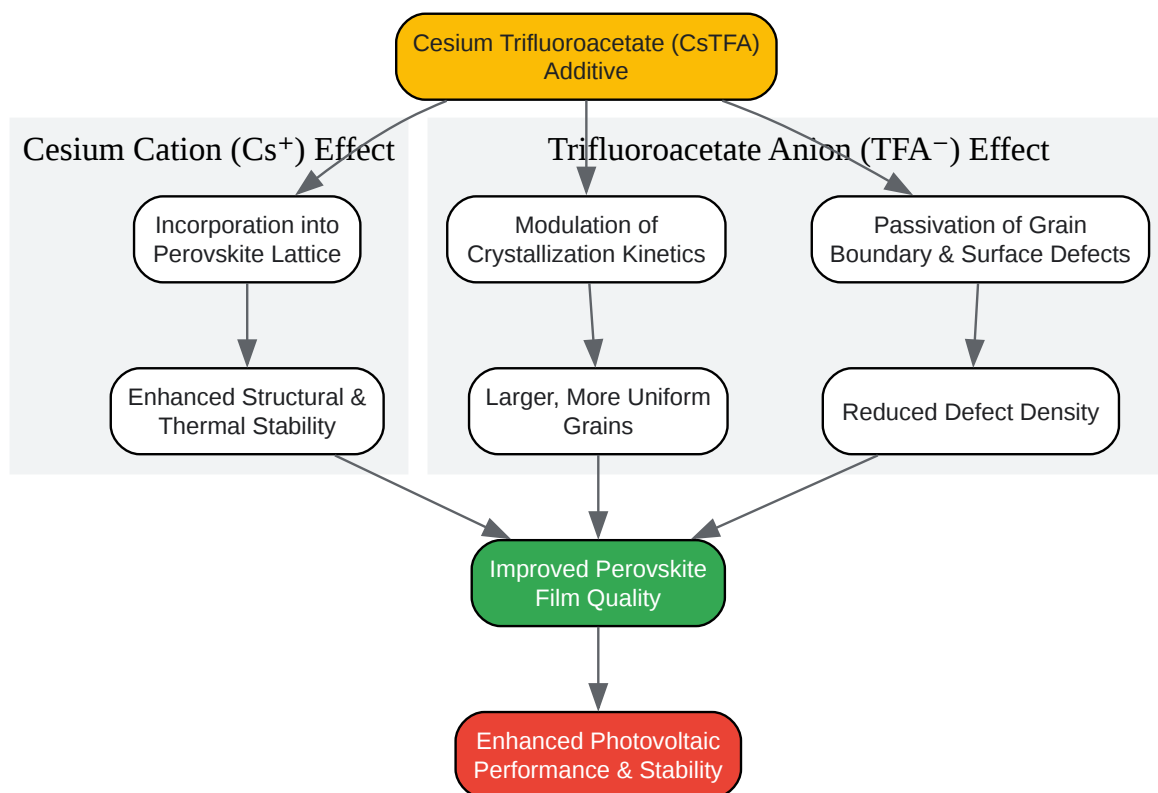 Cesium Trifluoroacetate (CsTFA)
Additive
Cesium Cation (Cs⁺) Effect
Trifluoroacetate Anion (TFA⁻) Effect
Incorporation into
Perovskite Lattice
Modulation of
Crystallization Kinetics
Passivation of Grain
Boundary & Surface Defects
Enhanced Structural &
Thermal Stability
Larger, More Uniform
Grains
Reduced Defect Density
Improved Perovskite
Film Quality
Enhanced Photovoltaic
Performance & Stability